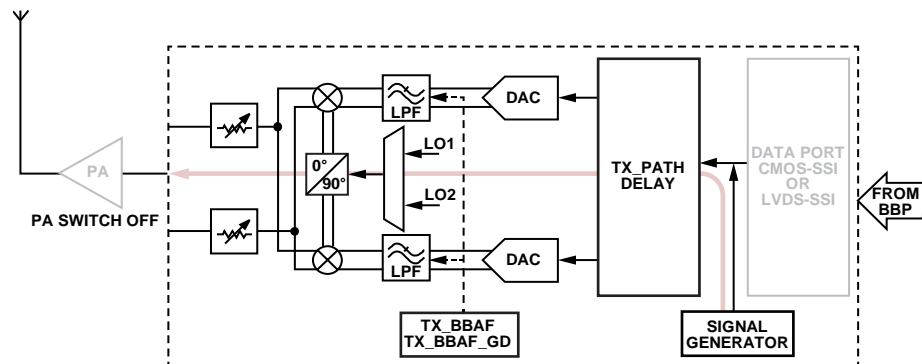 PA
PA SWITCH OFF
LPF
DAC
0°
90°
LO1
LO2
LPF
DAC
TX_BBAF
TX_BBAF_GD
TX_PATH
DELAY
SIGNAL
GENERATOR
DATA PORT
CMOS-SSI
OR
LVDS-SSI
FROM
BBP